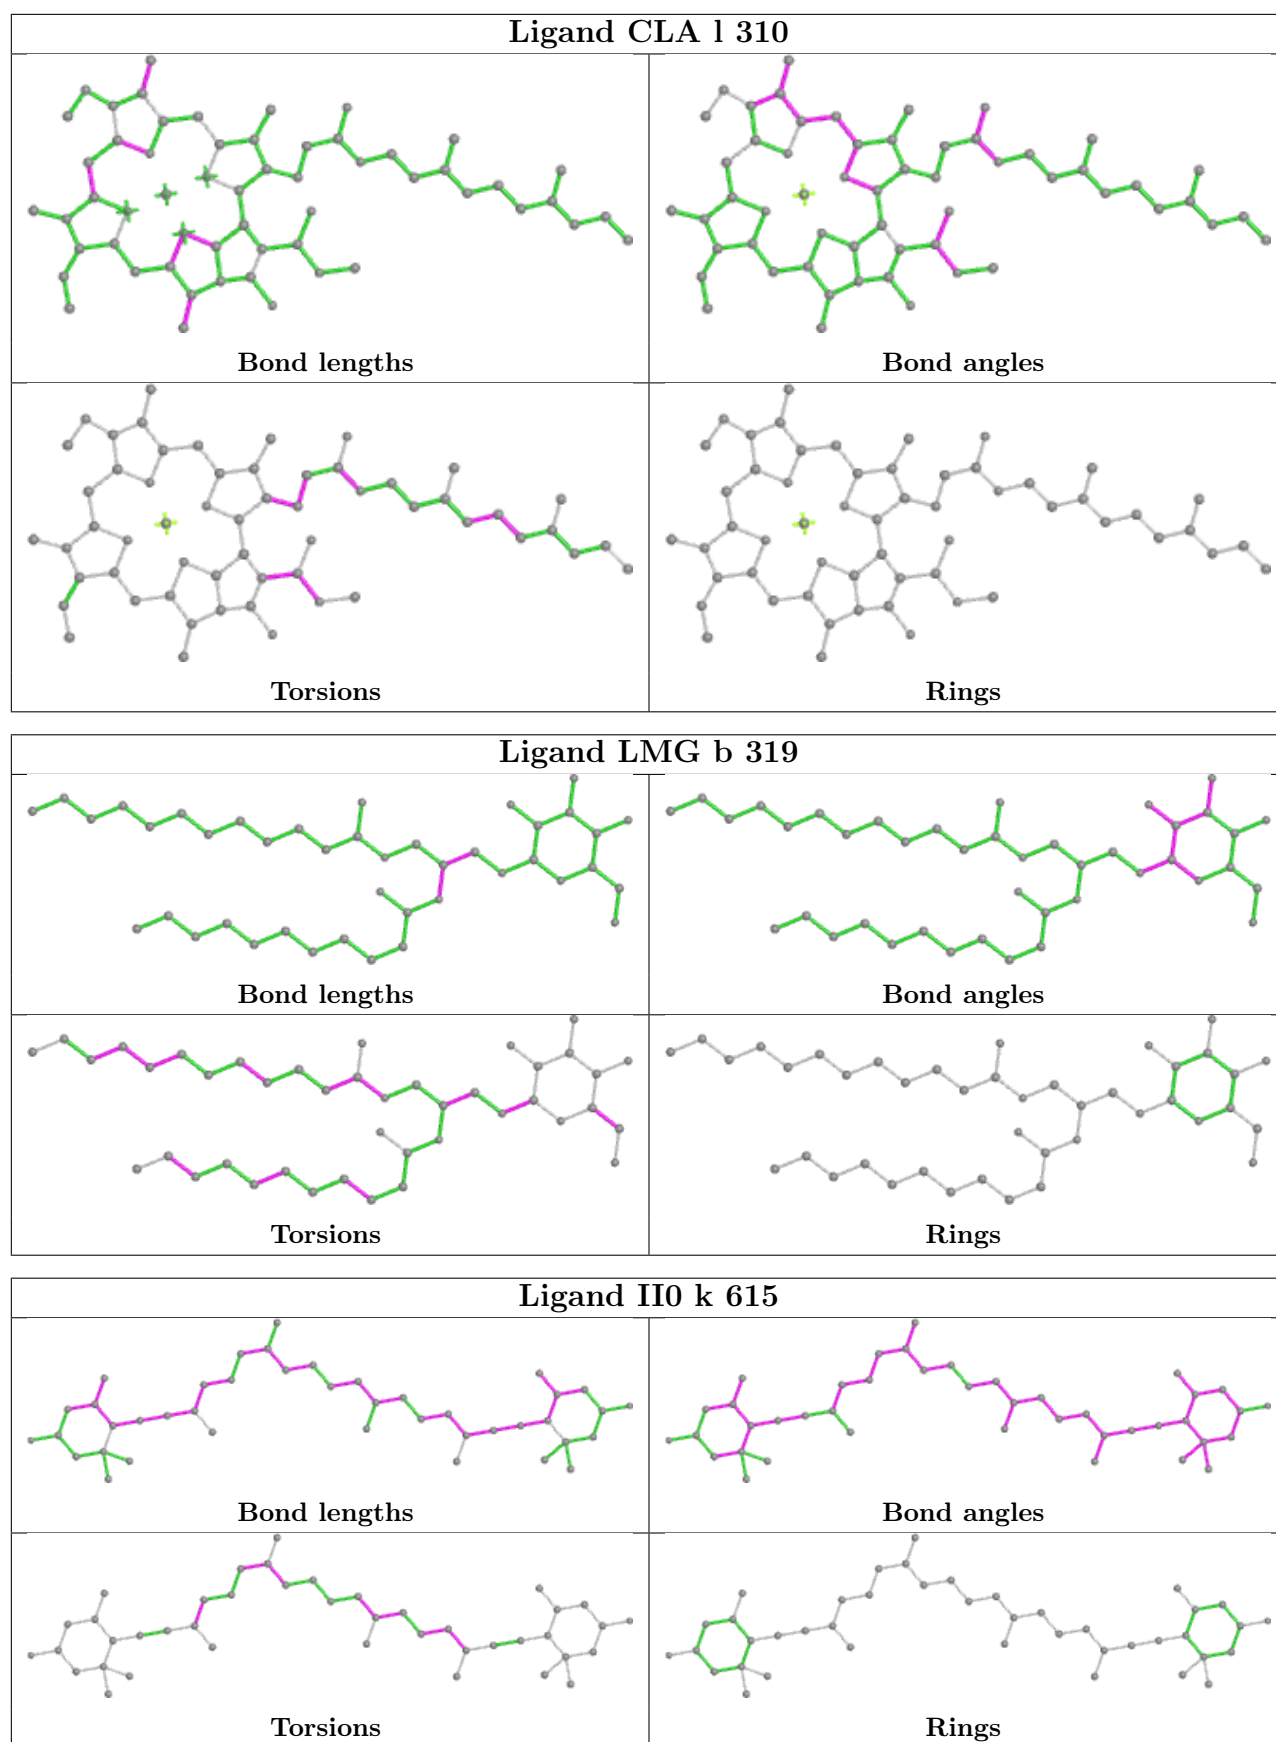 Ligand CLA l 310
Bond lengths
Bond angles
Torsions
Rings
Ligand LMG b 319
Bond lengths
Bond angles
Torsions
Rings
Ligand II0 k 615
Bond lengths
Bond angles
Torsions
Rings